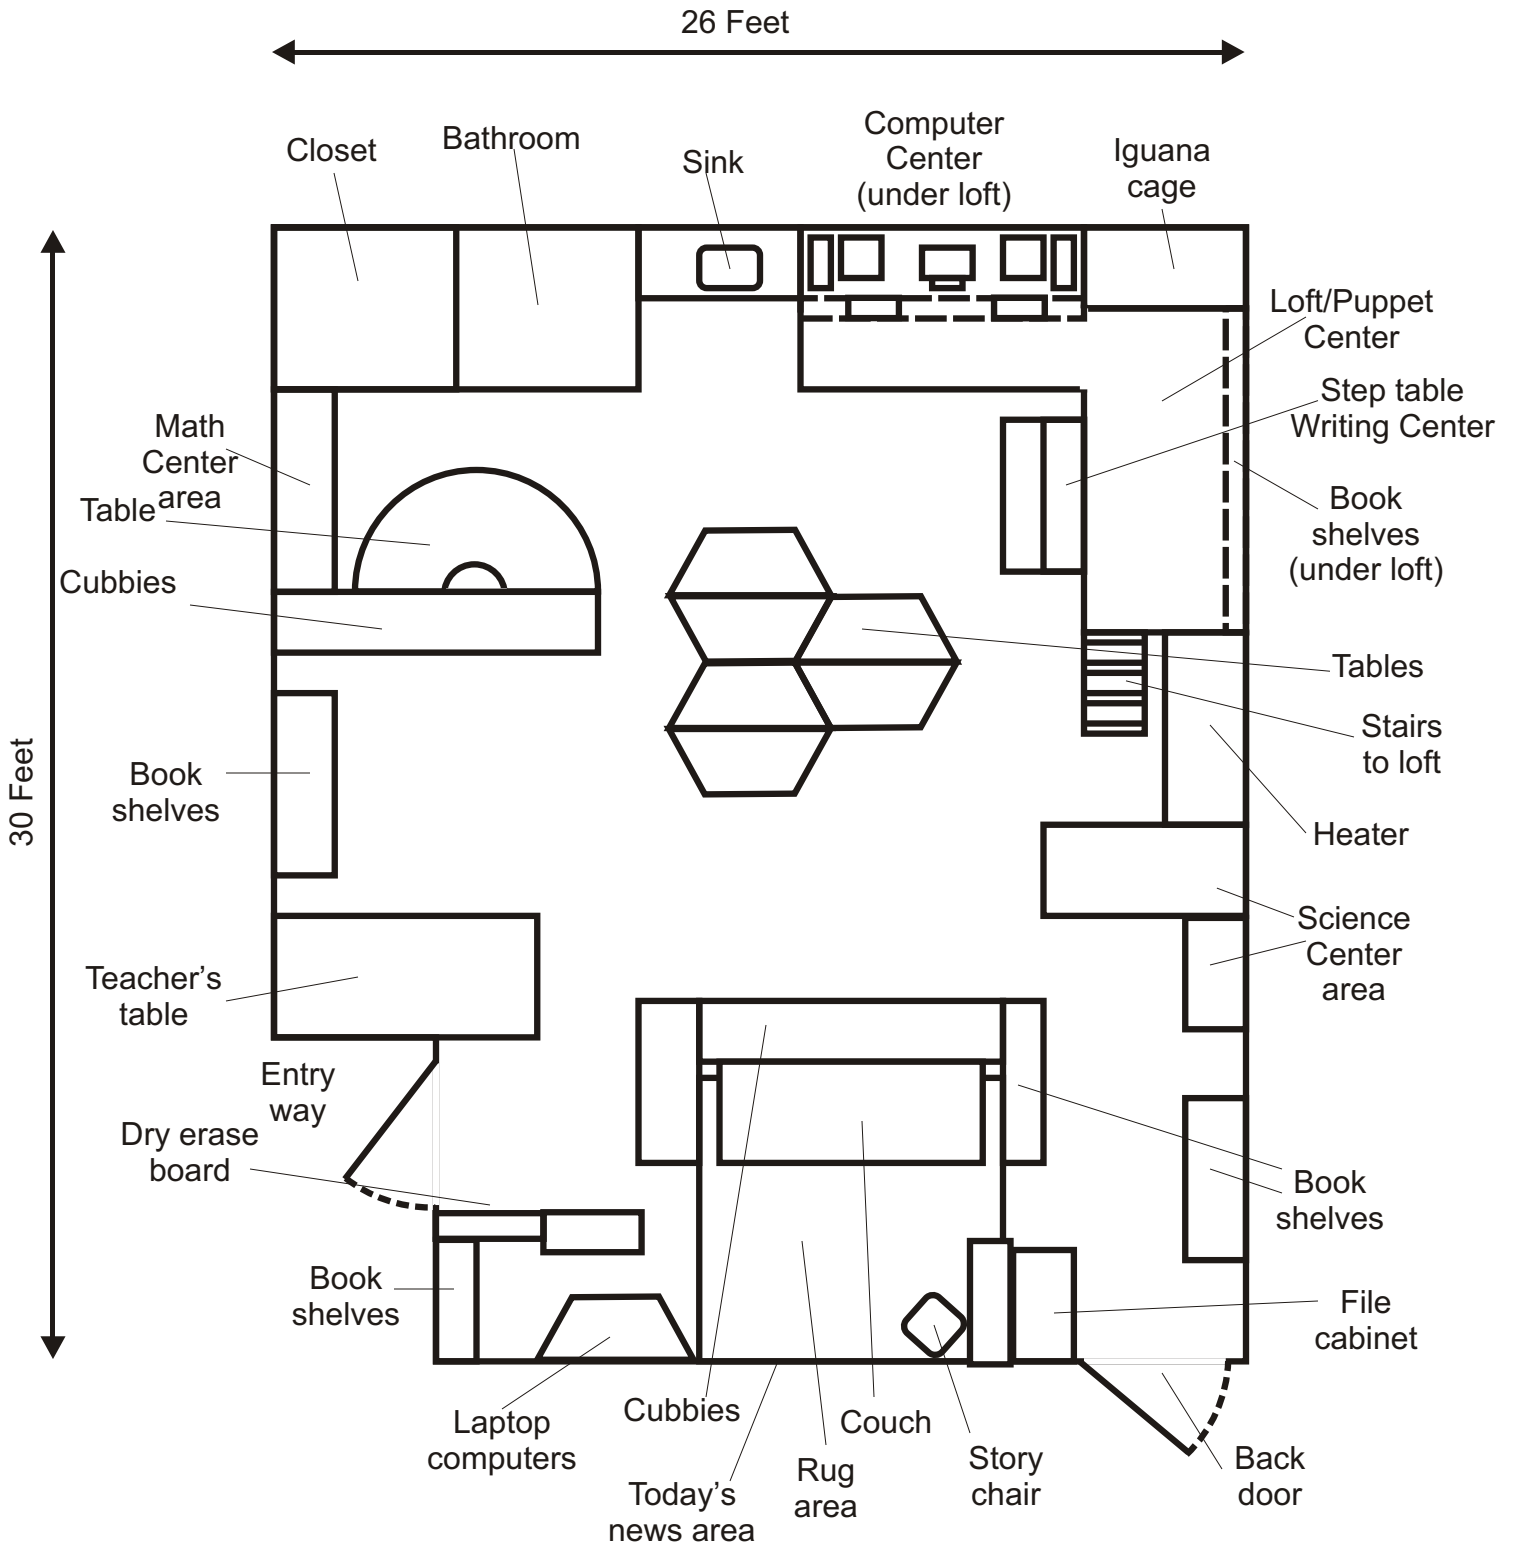 26 Feet
Computer
Center
(under loft)
Closet
Bathroom
Sink
Iguana
cage
Loft/Puppet
Center
Step table
Writing Center
Math
Center
area
Table
Book
shelves
(under loft)
Cubbies
Tables
Stairs
to loft
30 Feet
Book
shelves
Heater
Science
Center
area
Teacher’s
table
Entry
way
Dry erase
board
Book
shelves
Book
shelves
File
cabinet
Laptop
computers
Cubbies
Couch
Today’s
news area
Rug
area
Story
chair
Back
door